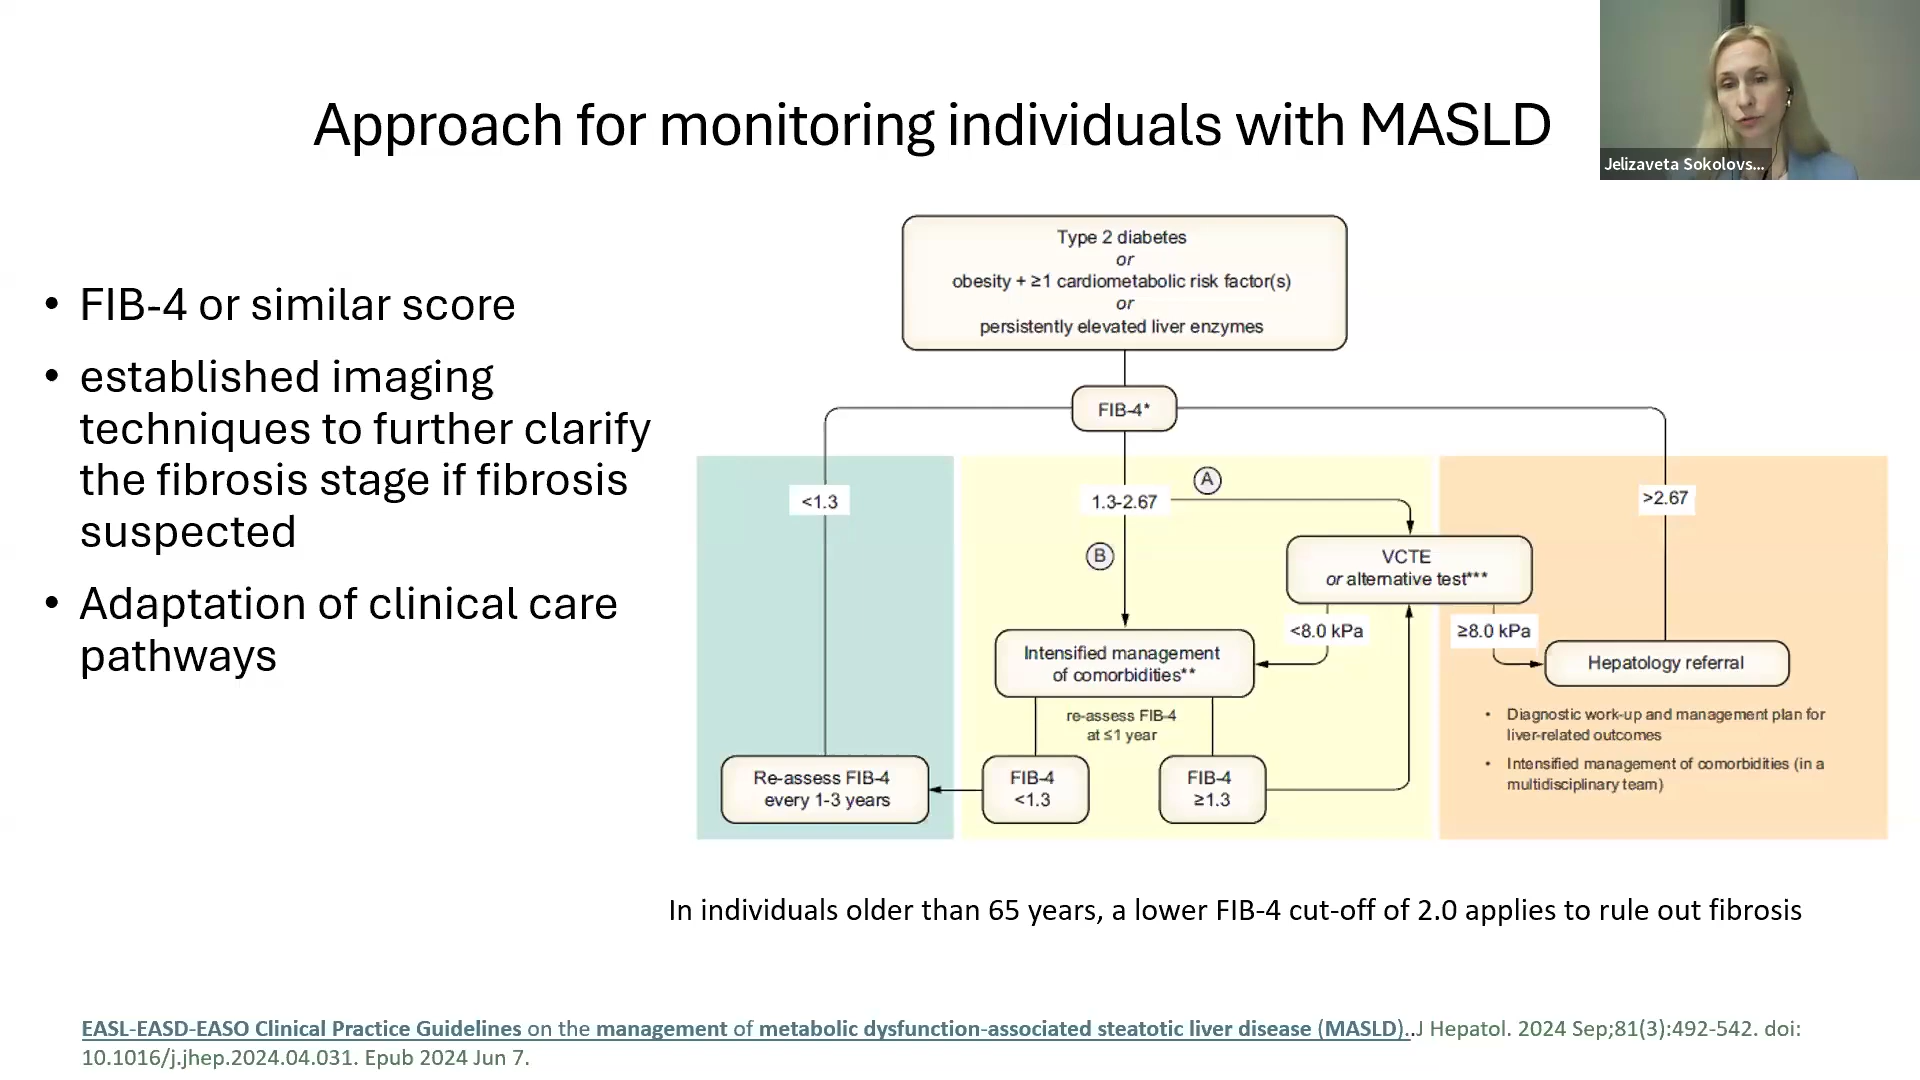 Approach for monitoring individuals with MASLD
Jelizaveta Sokolovs...
• FIB-4 or similar score
• established imaging
techniques to further clarify
the fibrosis stage if fibrosis
suspected
• Adaptation of clinical care
pathways
Type 2 diabetes
or
obesity + ≥1 cardiometabolic risk factor(s)
or
persistently elevated liver enzymes
FIB-4*
<1.3
1.3-2.67
A
>2.67
B
VCTE
or alternative test***
<8.0 kPa
≥8.0 kPa
Intensified management
of comorbidities**
Hepatology referral
re-assess FIB-4
at ≤1 year
• Diagnostic work-up and management plan for
liver-related outcomes
• Intensified management of comorbidities (in a
multidisciplinary team)
Re-assess FIB-4
every 1-3 years
FIB-4
<1.3
FIB-4
≥1.3
In individuals older than 65 years, a lower FIB-4 cut-off of 2.0 applies to rule out fibrosis
EASL-EASD-EASO Clinical Practice Guidelines on the management of metabolic dysfunction-associated steatotic liver disease (MASLD)..J Hepatol. 2024 Sep;81(3):492-542. doi:
10.1016/j.jhep.2024.04.031. Epub 2024 Jun 7.